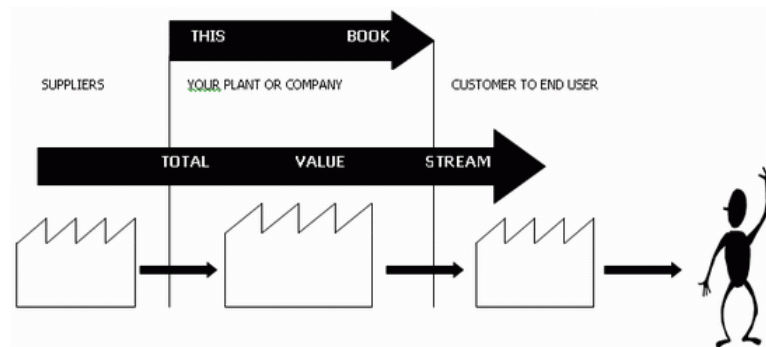 THIS BOOK
SUPPLIERS YOUR PLANT OR COMPANY CUSTOMER TO END USER
TOTAL VALUE STREAM